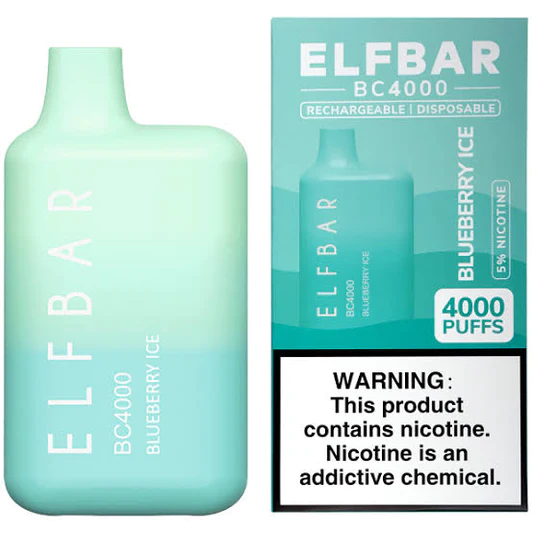 ELFBAR
BC4000
BLUEBERRY ICE
ELFBAR
BC4000
RECHARGEABLE | DISPOSABLE
ELFBAR
BC4000
BLUEBERRY ICE
BLUEBERRY ICE
5% NICOTINE
4000
PUFFS
WARNING:
This product
contains nicotine.
Nicotine is an
addictive chemical.